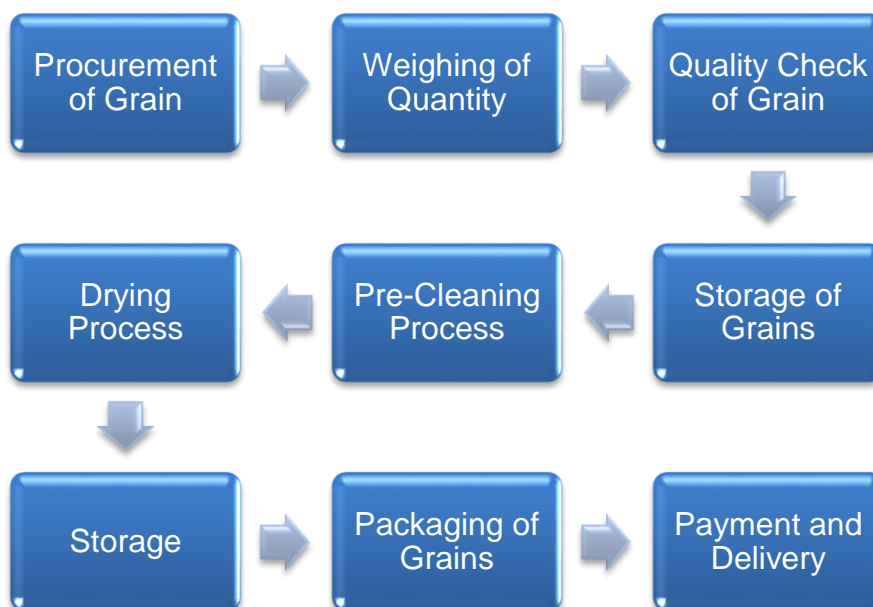 Procurement
of Grain
Weighing of
Quantity
Quality Check
of Grain
Storage of
Grains
Pre-Cleaning
Process
Drying
Process
Storage
Packaging of
Grains
Payment and
Delivery